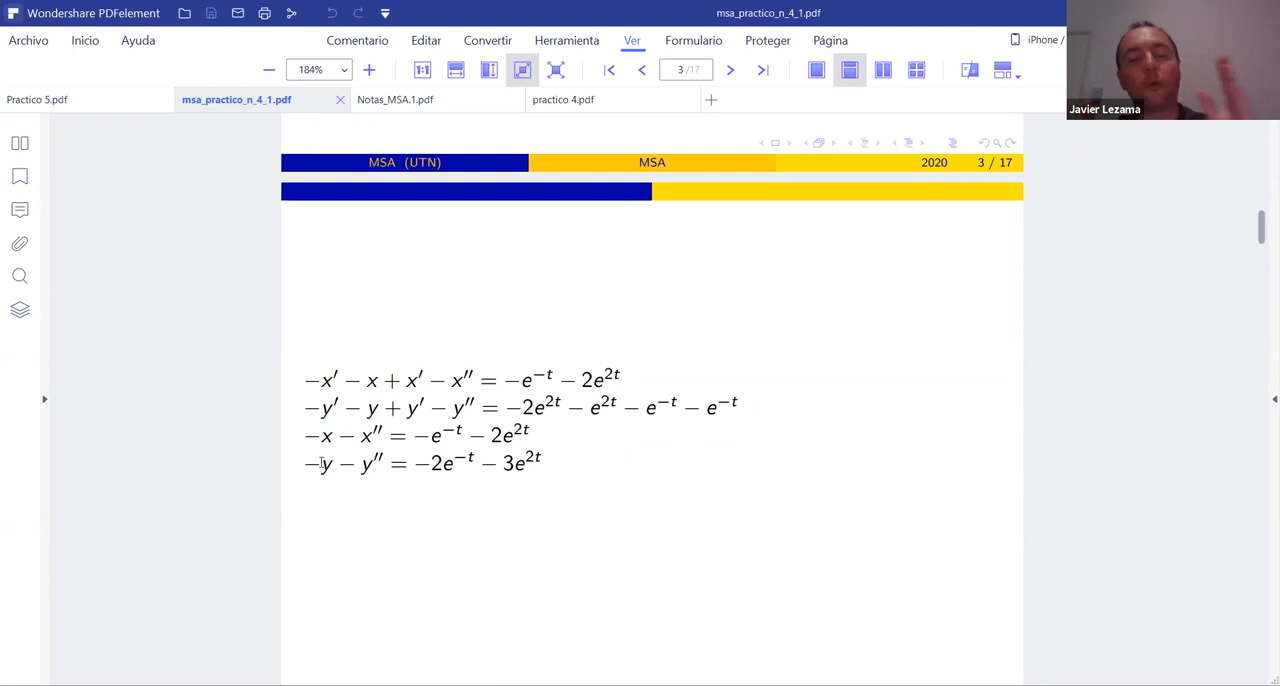 Wondershare PDFelement
msa_practico_n_4_1.pdf
Archivo Inicio Ayuda Comentario Editar Convertir Herramienta Ver Formulario Proteger Página iPhone /
184% 1:1 3 /17
Practico 5.pdf msa_practico_n_4_1.pdf Notas_MSA.1.pdf practico 4.pdf
Javier Lezama
MSA (UTN) MSA 2020 3 / 17
−x′ − x + x′ − x″ = −e^{−t} − 2e^{2t}
−y′ − y + y′ − y″ = −2e^{2t} − e^{2t} − e^{−t} − e^{−t}
−x − x″ = −e^{−t} − 2e^{2t}
−y − y″ = −2e^{−t} − 3e^{2t}